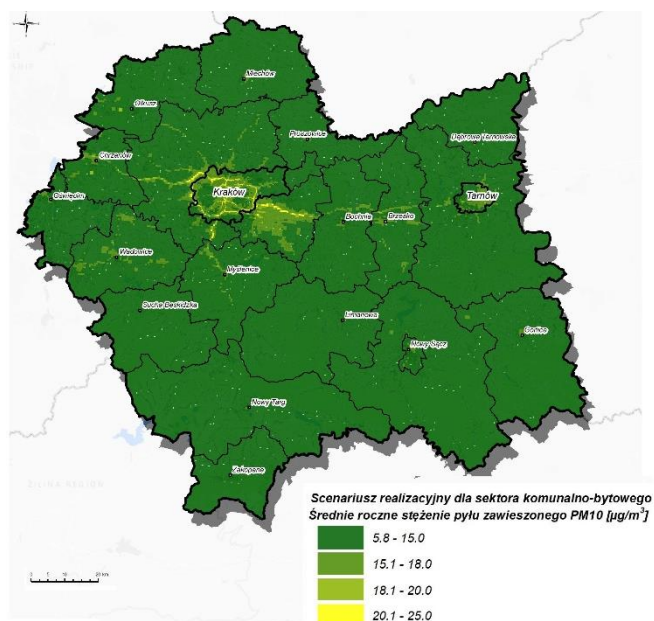 Miechów
Olkusz
Proszowice
Dąbrowa Tarnowska
Chrzanów
Oświęcim
Kraków
Tarnów
Bochnia
Brzesko
Wadowice
Myślenice
Sucha Beskidzka
Limanowa
Gorlice
Nowy Sącz
Nowy Targ
Zakopane
ŽILINA REGION
Scenariusz realizacyjny dla sektora komunalno-bytowego
Średnie roczne stężenie pyłu zawieszonego PM10 [µg/m³]
5.8 - 15.0
15.1 - 18.0
18.1 - 20.0
20.1 - 25.0